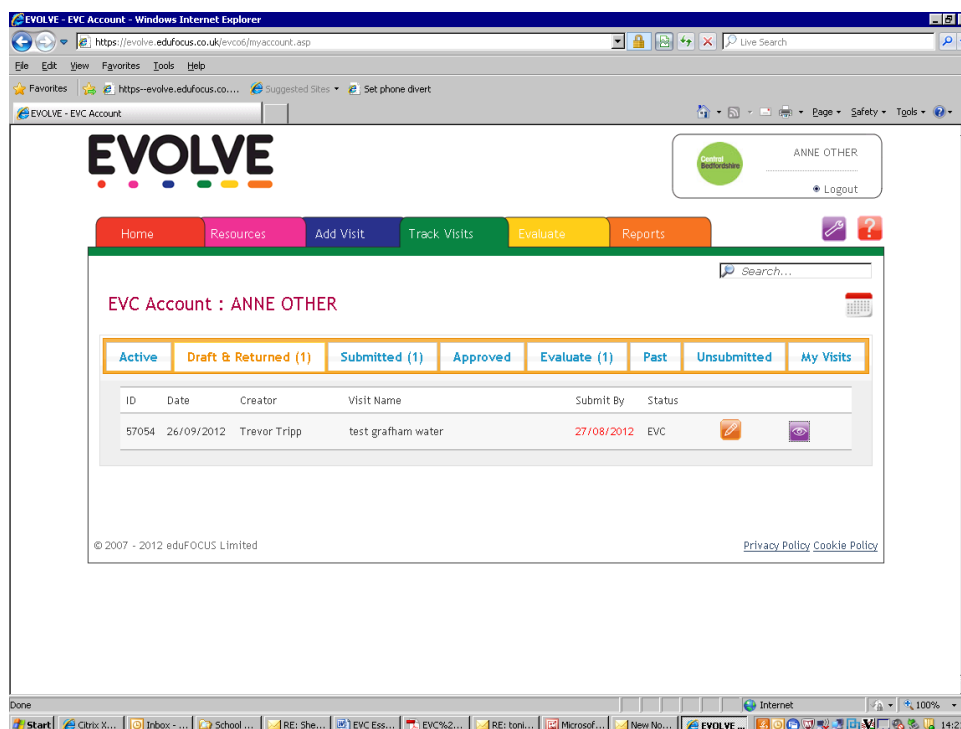 EVOLVE - EVC Account - Windows Internet Explorer
https://evolve.edufocus.co.uk/evco6/myaccount.asp
Live Search
File Edit View Favorites Tools Help
Favorites https--evolve.edufocus.co.... Suggested Sites Set phone divert
EVOLVE - EVC Account
Page Safety Tools
EVOLVE
Central Bedfordshire
ANNE OTHER
Logout
Home Resources Add Visit Track Visits Evaluate Reports
Search...
EVC Account : ANNE OTHER
Active Draft & Returned (1) Submitted (1) Approved Evaluate (1) Past Unsubmitted My Visits
ID Date Creator Visit Name Submit By Status
57054 26/09/2012 Trevor Tripp test grafham water 27/08/2012 EVC
© 2007 - 2012 eduFOCUS Limited Privacy Policy Cookie Policy
Done Internet 100%
Start Citrix X... Inbox - ... School ... RE: She... EVC Ess... EVC%2... RE: toni... Microsof... New No... EVOLVE ... 14:2